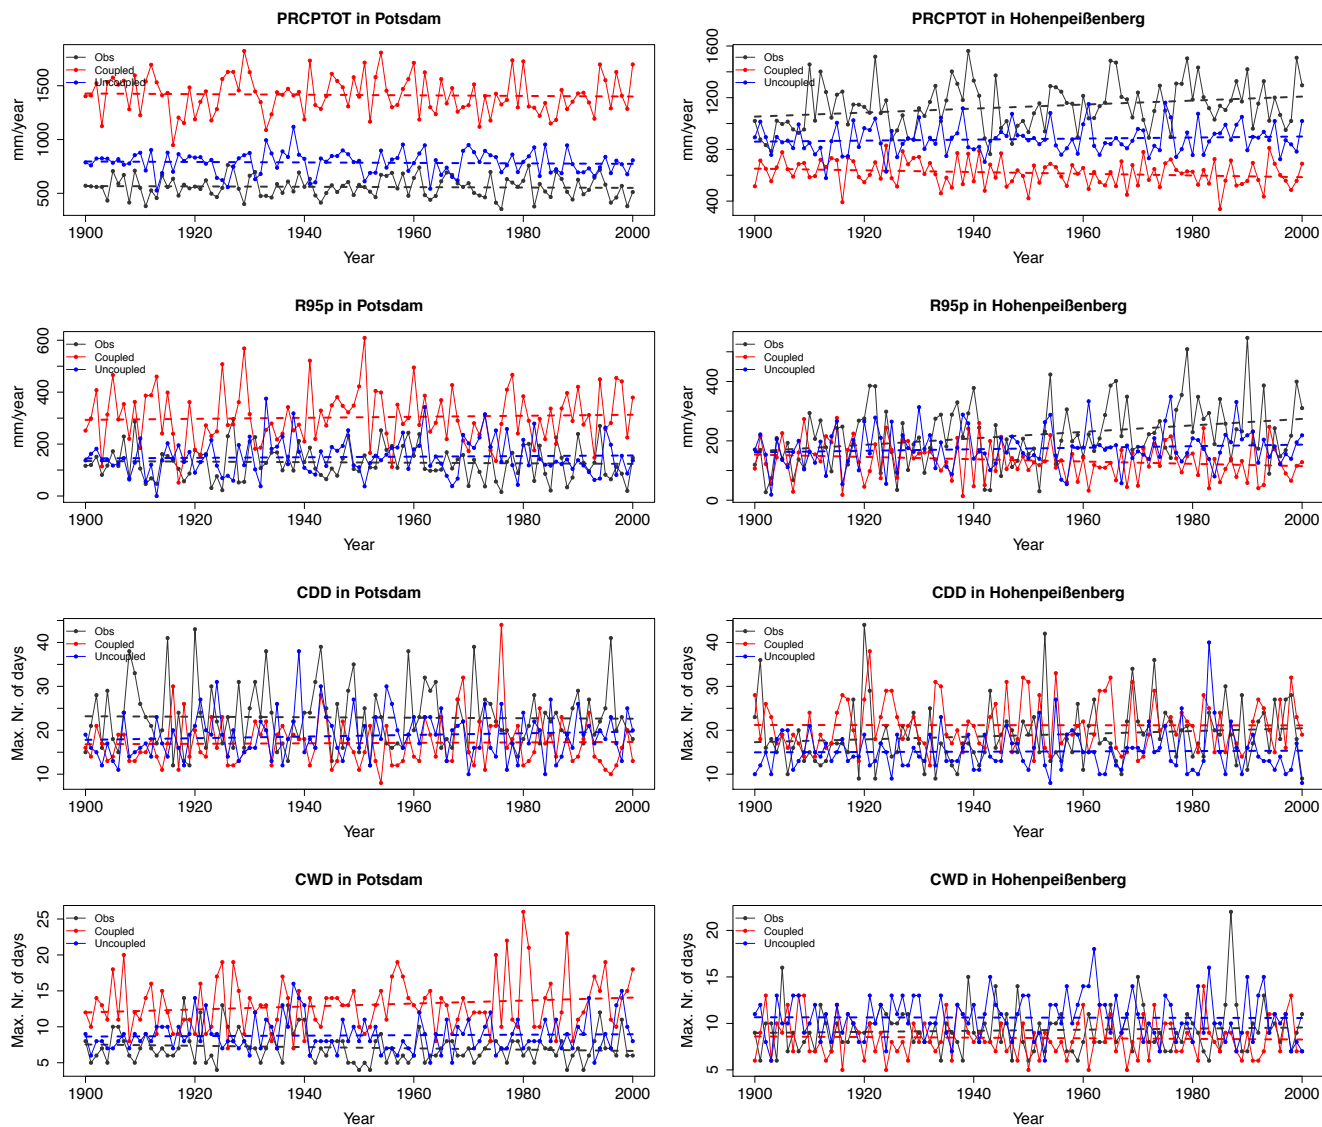 PRCPTOT in Potsdam
mm/year
500 1000 1500
Obs
Coupled
Uncoupled
1900 1920 1940 1960 1980 2000
Year
PRCPTOT in Hohenpeißenberg
mm/year
400 800 1200 1600
Obs
Coupled
Uncoupled
1900 1920 1940 1960 1980 2000
Year
R95p in Potsdam
mm/year
0 200 400 600
Obs
Coupled
Uncoupled
1900 1920 1940 1960 1980 2000
Year
R95p in Hohenpeißenberg
mm/year
0 200 400
Obs
Coupled
Uncoupled
1900 1920 1940 1960 1980 2000
Year
CDD in Potsdam
Max. Nr. of days
10 20 30 40
Obs
Coupled
Uncoupled
1900 1920 1940 1960 1980 2000
Year
CDD in Hohenpeißenberg
Max. Nr. of days
10 20 30 40
Obs
Coupled
Uncoupled
1900 1920 1940 1960 1980 2000
Year
CWD in Potsdam
Max. Nr. of days
5 10 15 20 25
Obs
Coupled
Uncoupled
1900 1920 1940 1960 1980 2000
Year
CWD in Hohenpeißenberg
Max. Nr. of days
5 10 15 20
Obs
Coupled
Uncoupled
1900 1920 1940 1960 1980 2000
Year